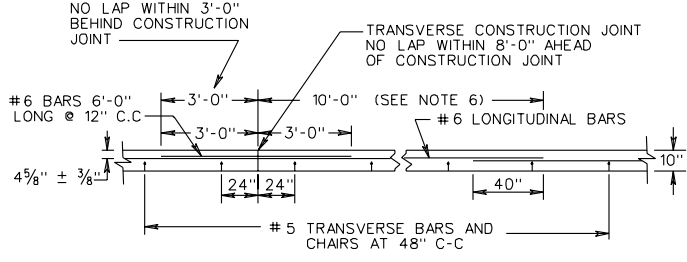 NO LAP WITHIN 3'-0"
BEHIND CONSTRUCTION
JOINT
TRANSVERSE CONSTRUCTION JOINT
NO LAP WITHIN 8'-0" AHEAD
OF CONSTRUCTION JOINT
#6 BARS 6'-0"
LONG @ 12" C.C
3'-0"
10'-0" (SEE NOTE 6)
#6 LONGITUDINAL BARS
3'-0"
3'-0"
4⅝" ± ⅜"
10"
24"
24"
40"
#5 TRANSVERSE BARS AND
CHAIRS AT 48" C-C